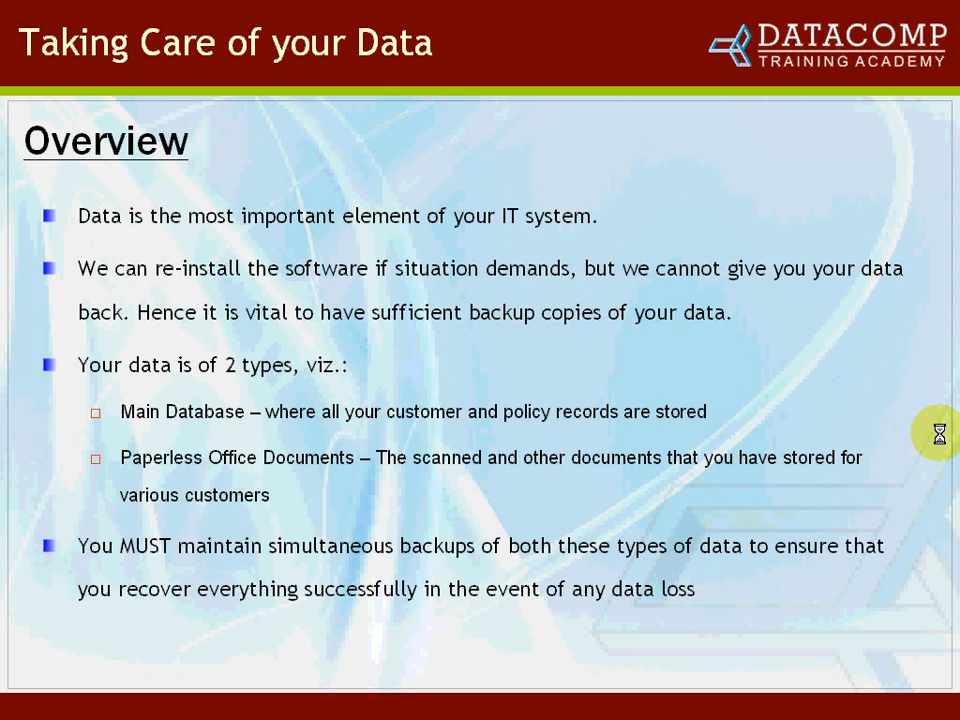 Taking Care of your Data
DATACOMP
TRAINING ACADEMY
Overview
Data is the most important element of your IT system.
We can re-install the software if situation demands, but we cannot give you your data
back. Hence it is vital to have sufficient backup copies of your data.
Your data is of 2 types, viz.:
Main Database – where all your customer and policy records are stored
Paperless Office Documents – The scanned and other documents that you have stored for
various customers
You MUST maintain simultaneous backups of both these types of data to ensure that
you recover everything successfully in the event of any data loss